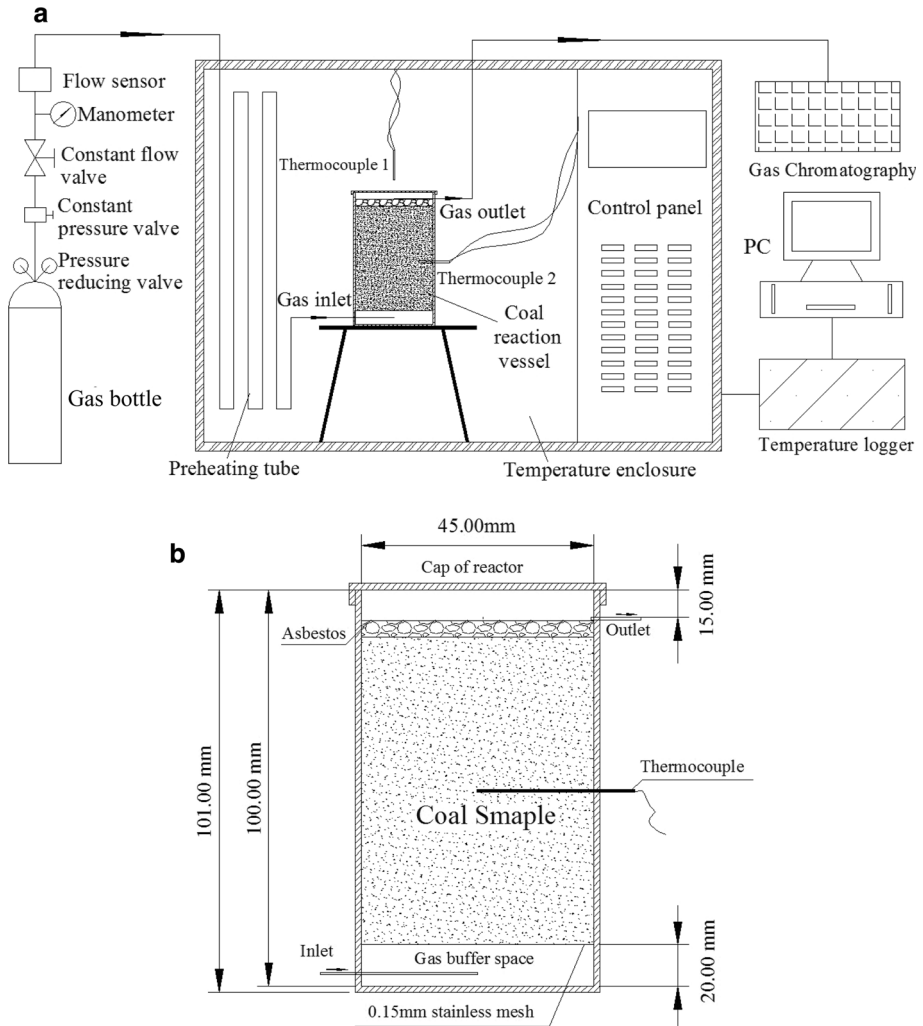 a
Flow sensor
Manometer
Constant flow
valve
Constant
pressure valve
Pressure
reducing valve
Gas bottle
Preheating tube
Thermocouple 1
Gas outlet
Thermocouple 2
Gas inlet
Coal
reaction
vessel
Control panel
Temperature enclosure
Gas Chromatography
PC
Temperature logger
b
45.00mm
Cap of reactor
15.00 mm
Asbestos
Outlet
101.00 mm
100.00 mm
Thermocouple
Coal Smaple
Inlet
Gas buffer space
20.00 mm
0.15mm stainless mesh